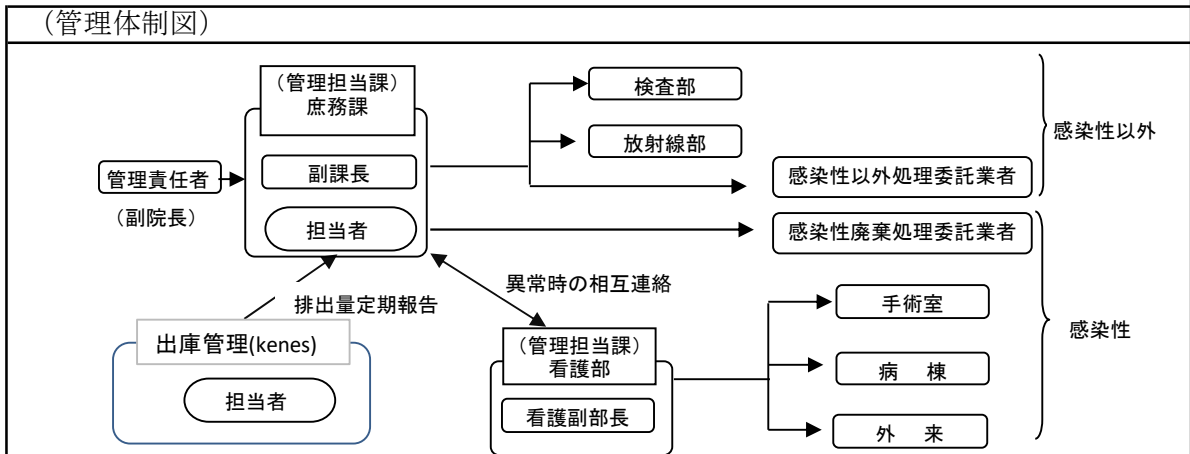 （管理体制図）
（管理担当課）
庶務課
副課長
担当者
管理責任者
（副院長）
検査部
放射線部
感染性以外処理委託業者
感染性以外
感染性廃棄処理委託業者
異常時の相互連絡
排出量定期報告
出庫管理(kenes)
担当者
（管理担当課）
看護部
看護副部長
手術室
病　棟
外　来
感染性